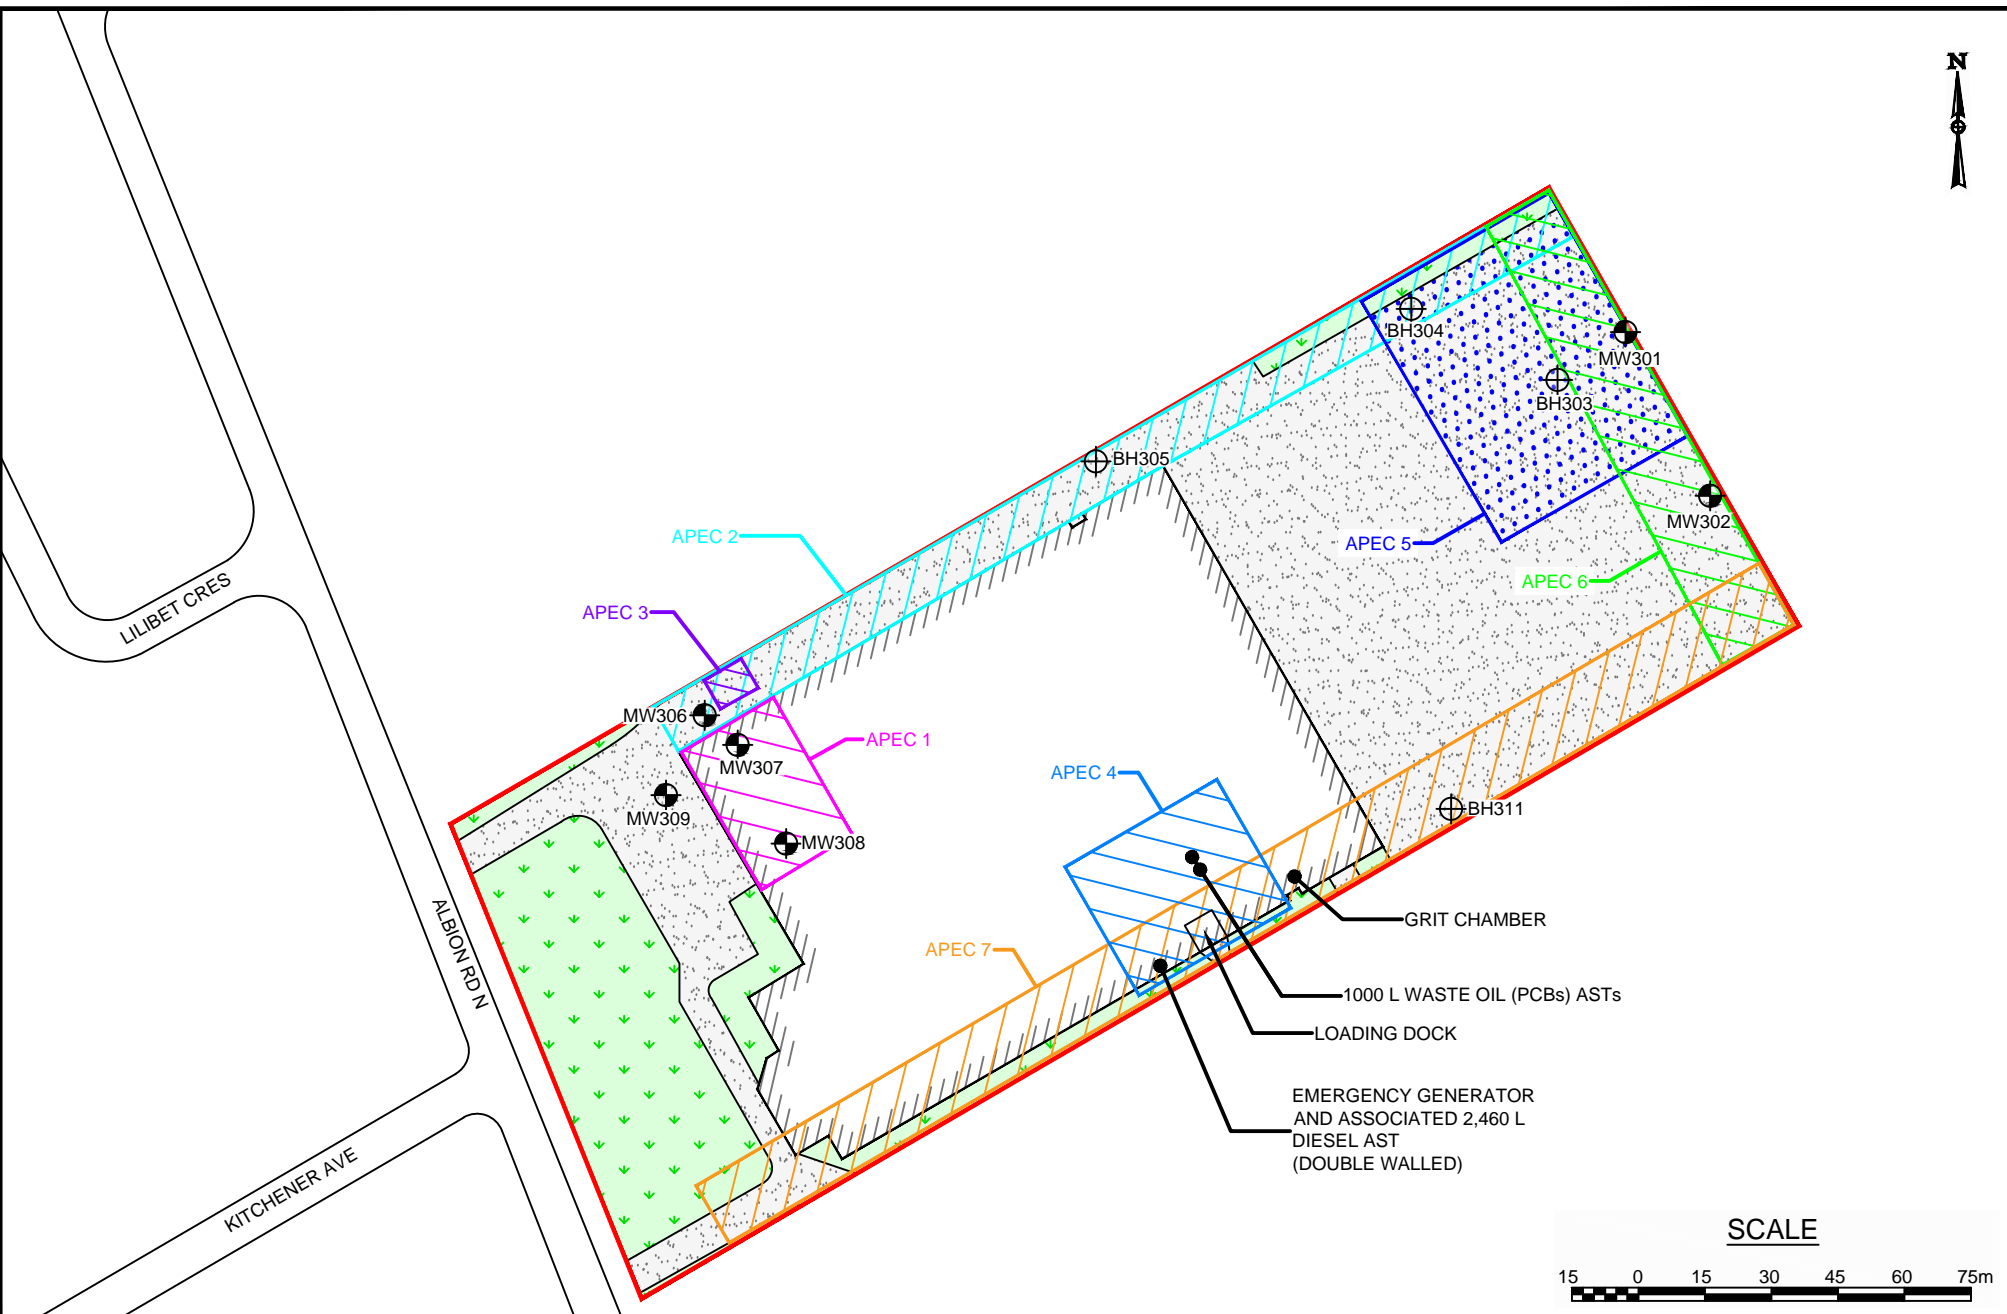 N
BH304
MW301
BH303
BH305
MW302
APEC 2
APEC 5
APEC 6
LILIBET CRES
APEC 3
MW306
APEC 1
MW307
APEC 4
MW309
BH311
MW308
ALBION RD N
GRIT CHAMBER
APEC 7
1000 L WASTE OIL (PCBs) ASTs
LOADING DOCK
EMERGENCY GENERATOR
AND ASSOCIATED 2,460 L
DIESEL AST
(DOUBLE WALLED)
KITCHENER AVE
SCALE
15 0 15 30 45 60 75m